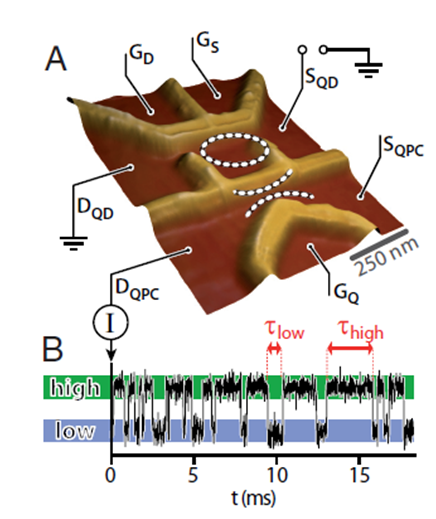 A
G_D
G_S
S_QD
S_QPC
D_QD
D_QPC
G_Q
250 nm
I
B
τ_low
τ_high
high
low
0
5
10
15
t (ms)